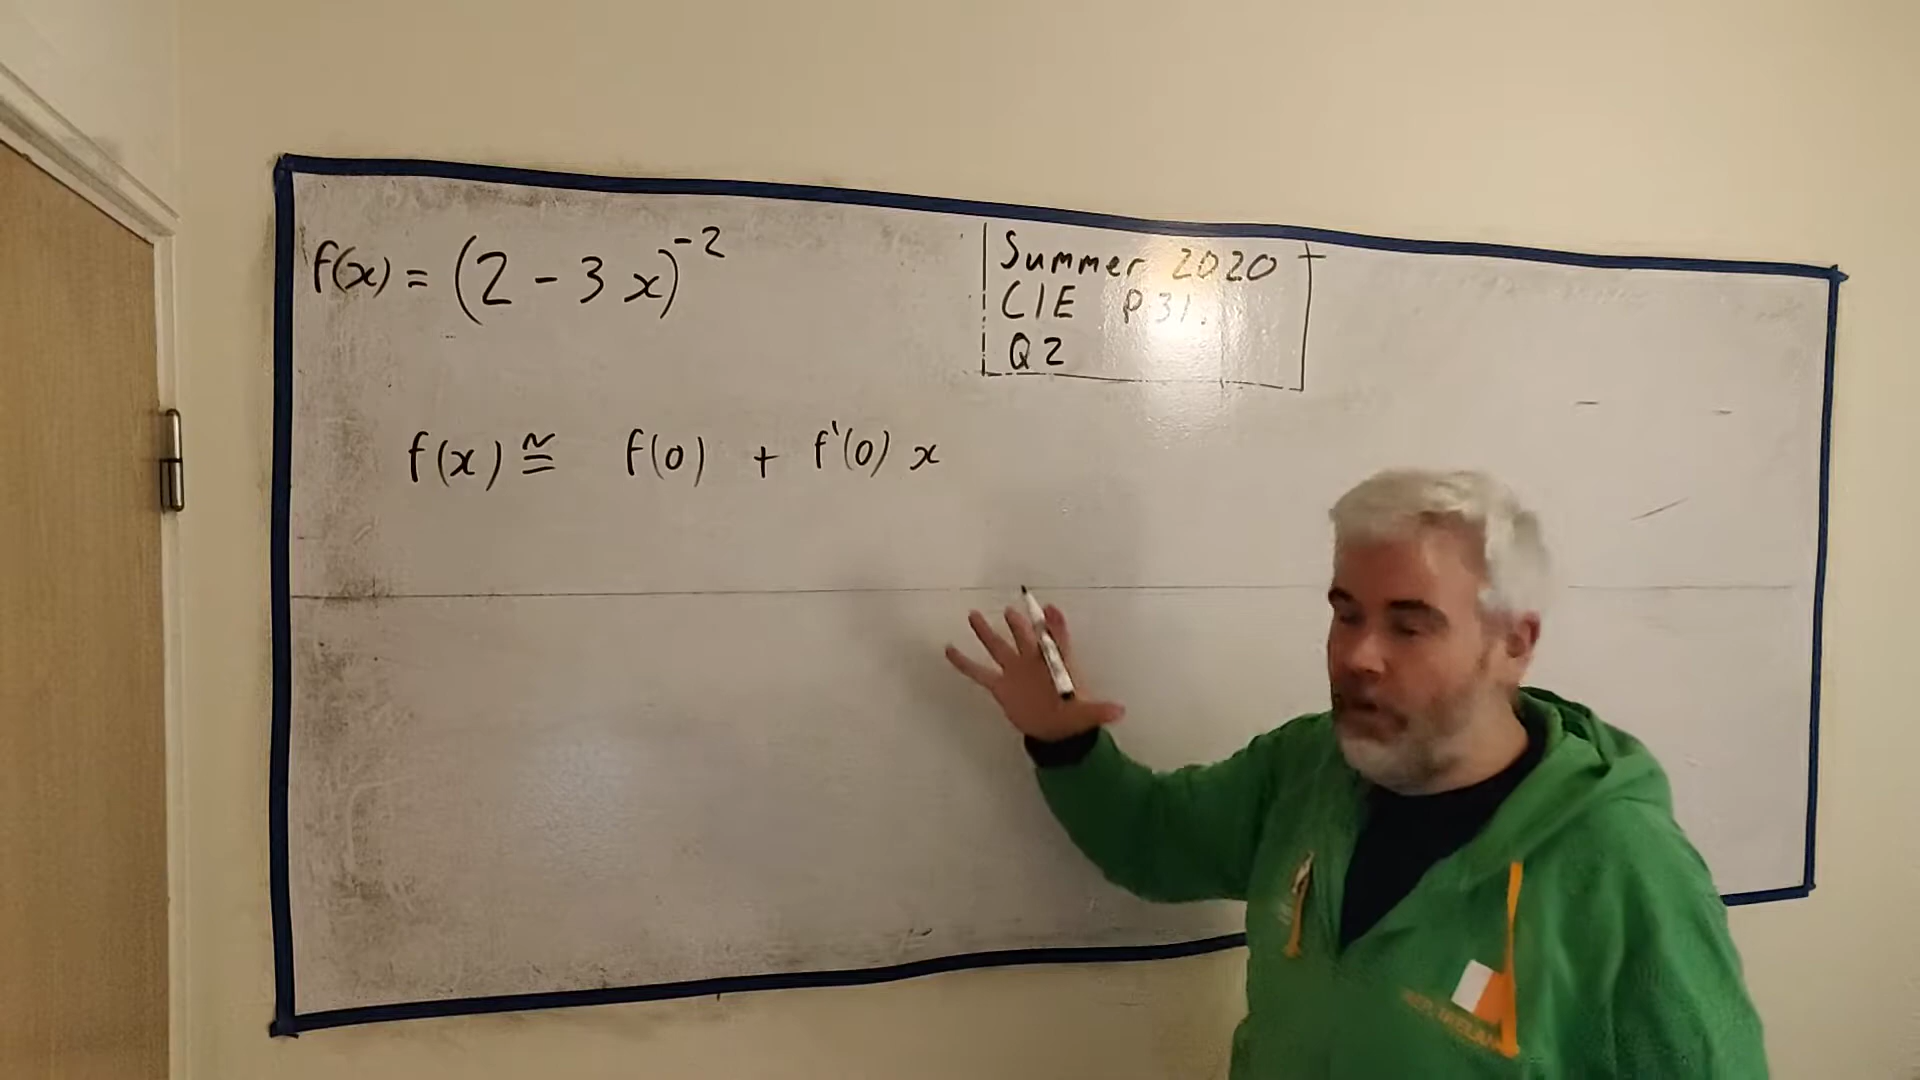 f(x) = (2 - 3x)⁻²
Summer 2020
CIE P31.
Q2
f(x) ≅ f(0) + f'(0) x